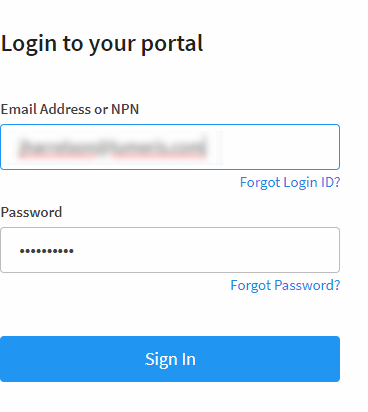 Login to your portal
Email Address or NPN
Forgot Login ID?
Password
••••••••••
Forgot Password?
Sign In